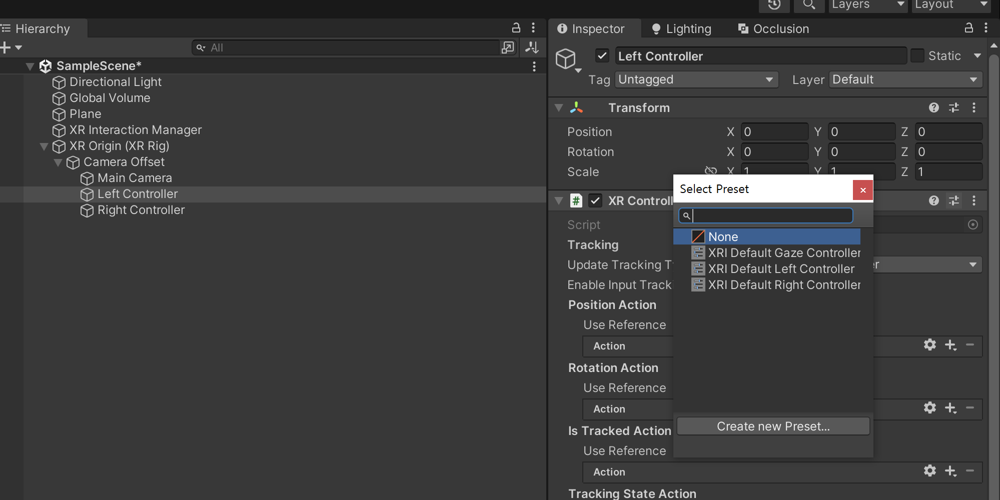 Layers
Layout
Hierarchy
All
SampleScene*
Directional Light
Global Volume
Plane
XR Interaction Manager
XR Origin (XR Rig)
Camera Offset
Main Camera
Left Controller
Right Controller
Inspector
Lighting
Occlusion
Left Controller
Static
Tag
Untagged
Layer
Default
Transform
Position X 0 Y 0 Z 0
Rotation X 0 Y 0 Z 0
Scale X 1 Y 1 Z 1
XR Controll
Script
Tracking
Update Tracking T
er
Enable Input Tracki
Position Action
Use Reference
Action
Rotation Action
Use Reference
Action
Is Tracked Action
Use Reference
Action
Tracking State Action
Select Preset
None
XRI Default Gaze Controller
XRI Default Left Controller
XRI Default Right Controller
Create new Preset...